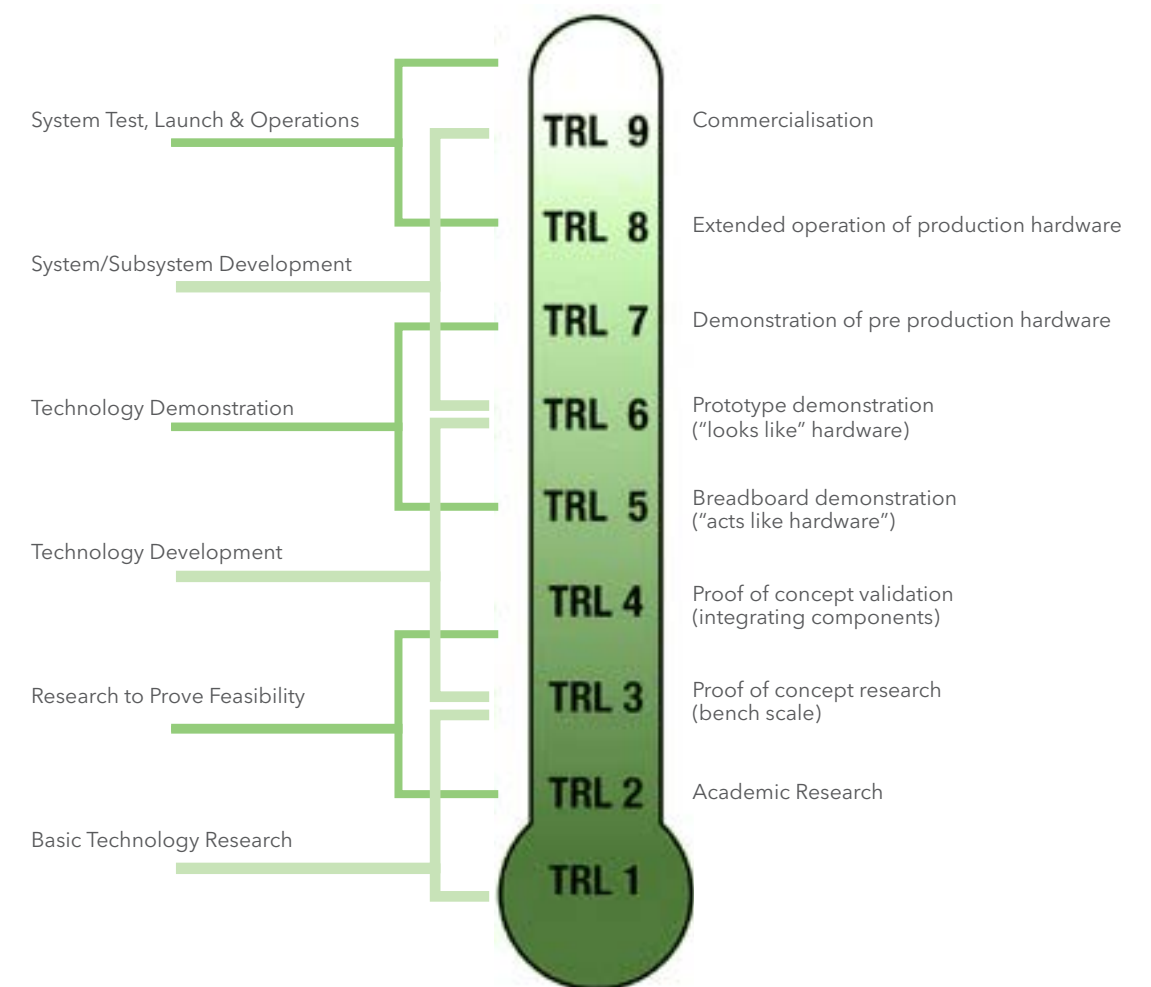 System Test, Launch & Operations
System/Subsystem Development
Technology Demonstration
Technology Development
Research to Prove Feasibility
Basic Technology Research
TRL 9
TRL 8
TRL 7
TRL 6
TRL 5
TRL 4
TRL 3
TRL 2
TRL 1
Commercialisation
Extended operation of production hardware
Demonstration of pre production hardware
Prototype demonstration
(“looks like” hardware)
Breadboard demonstration
(“acts like hardware”)
Proof of concept validation
(integrating components)
Proof of concept research
(bench scale)
Academic Research